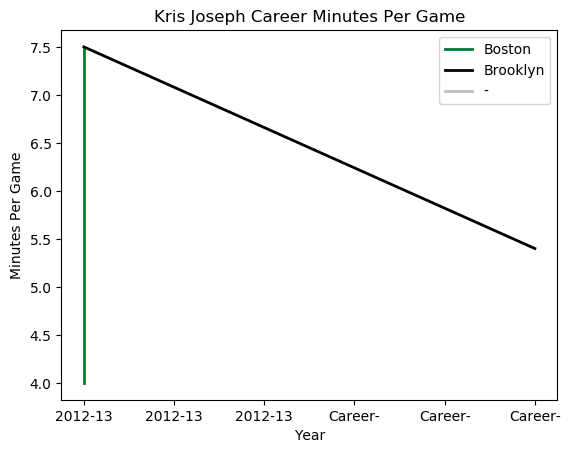 Kris Joseph Career Minutes Per Game
Boston
Brooklyn
-
7.5
7.0
6.5
6.0
5.5
5.0
4.5
4.0
Minutes Per Game
2012-13 2012-13 2012-13 Career- Career- Career-
Year